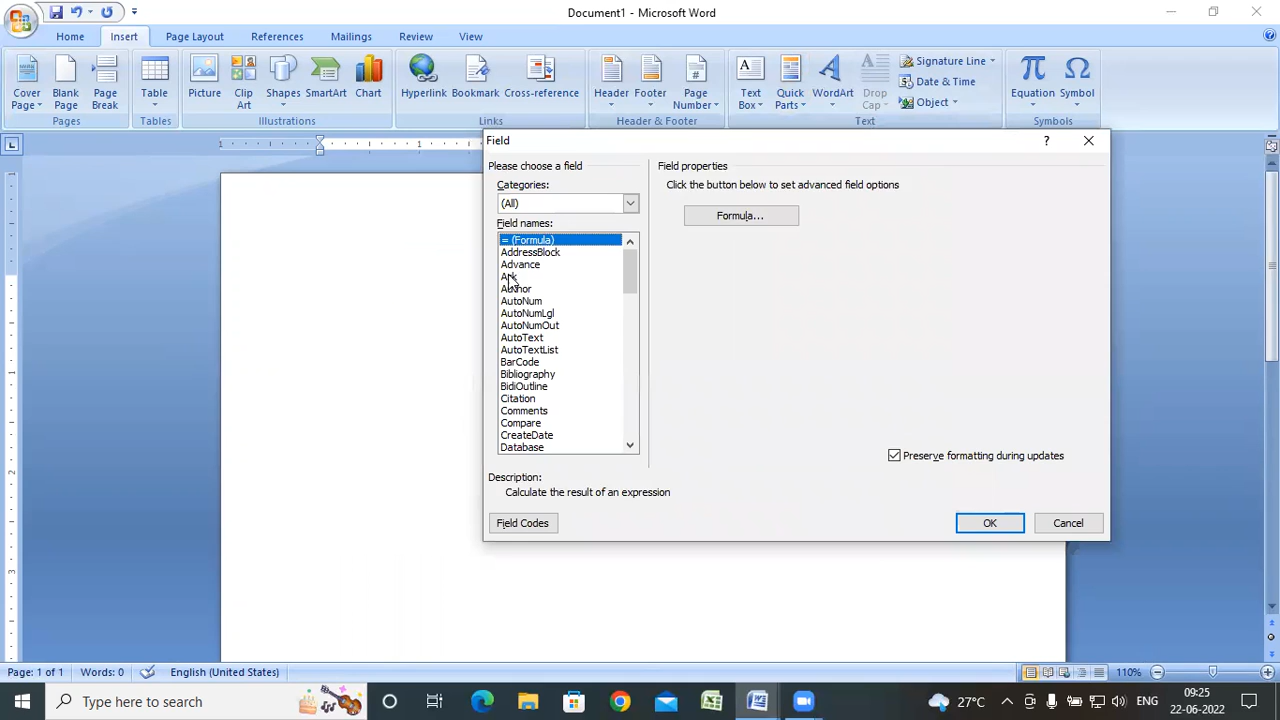 Document1 - Microsoft Word
Home Insert Page Layout References Mailings Review View
Cover Page
Blank Page
Page Break
Table
Picture
Clip Art
Shapes
SmartArt
Chart
Hyperlink
Bookmark
Cross-reference
Header
Footer
Page Number
Text Box
Quick Parts
WordArt
Drop Cap
Signature Line
Date & Time
Object
Equation
Symbol
Pages Tables Illustrations Links Header & Footer Text Symbols
Field
Please choose a field
Categories:
(All)
Field names:
= (Formula)
AddressBlock
Advance
Author
AutoNum
AutoNumLgl
AutoNumOut
AutoText
AutoTextList
BarCode
Bibliography
BidiOutline
Citation
Comments
Compare
CreateDate
Database
Field properties
Click the button below to set advanced field options
Formula...
Preserve formatting during updates
Description:
Calculate the result of an expression
Field Codes
OK
Cancel
Page: 1 of 1 Words: 0 English (United States) 110%
Type here to search
27°C
ENG
09:25
22-06-2022